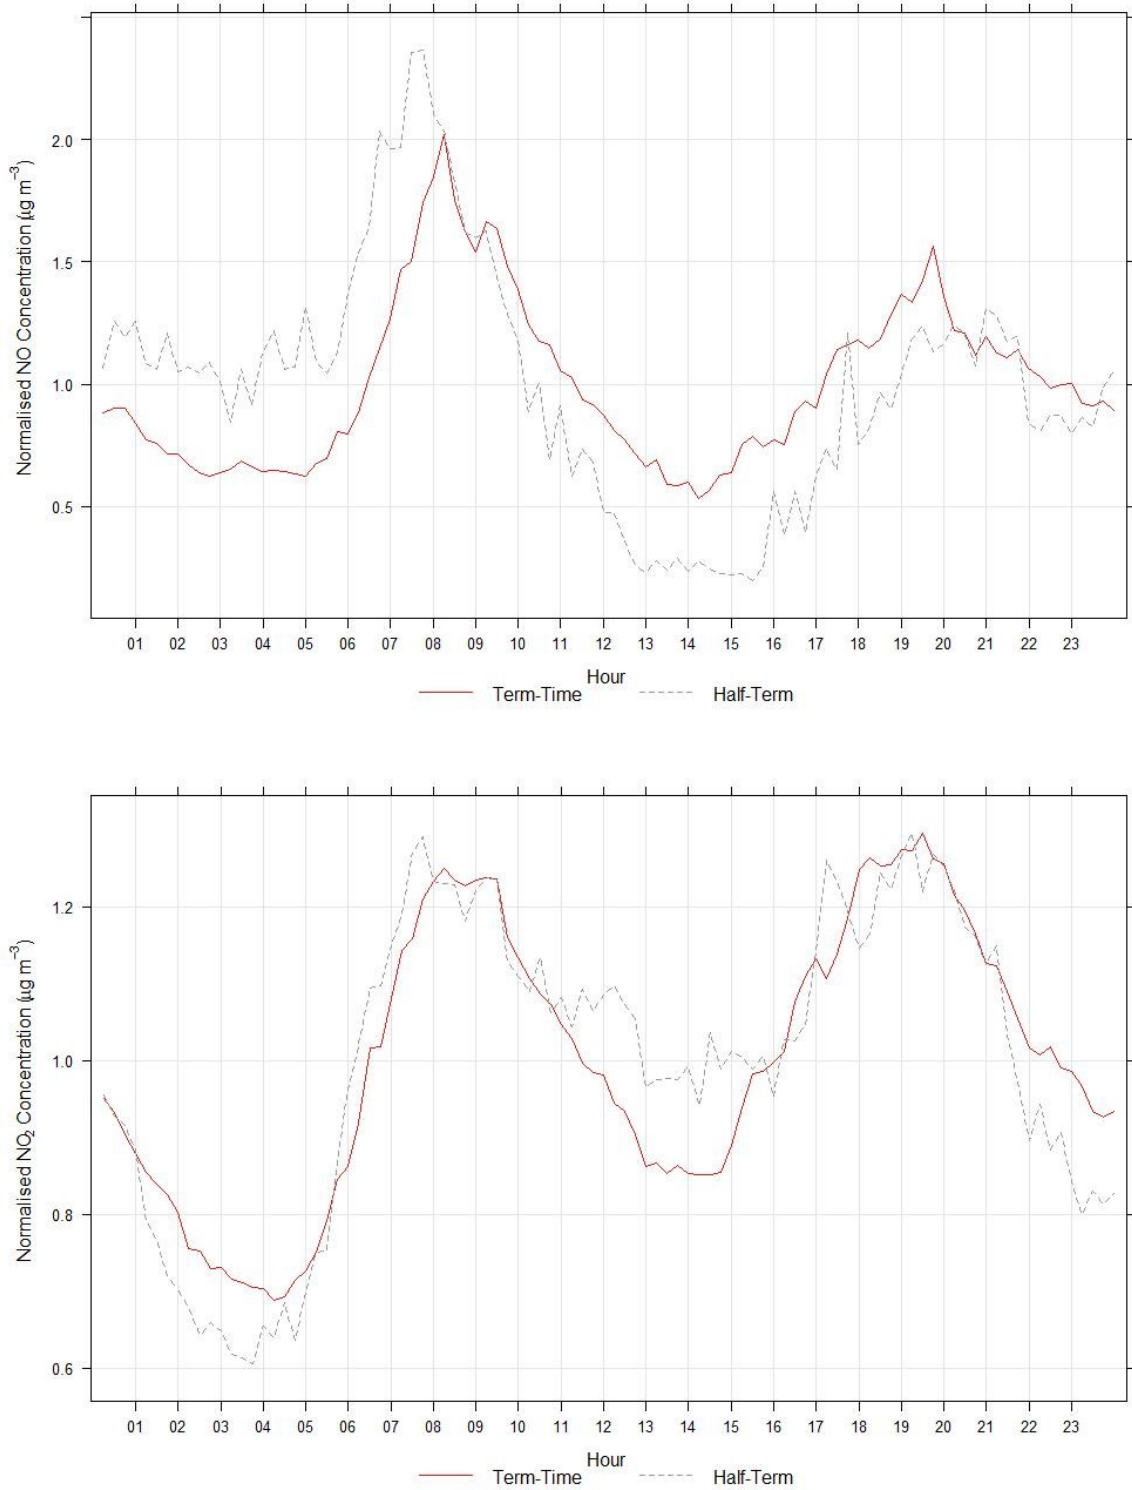 Normalised NO Concentration (µg m⁻³)
2.0
1.5
1.0
0.5
01 02 03 04 05 06 07 08 09 10 11 12 13 14 15 16 17 18 19 20 21 22 23
Hour
Term-Time Half-Term
Normalised NO₂ Concentration (µg m⁻³)
1.2
1.0
0.8
0.6
01 02 03 04 05 06 07 08 09 10 11 12 13 14 15 16 17 18 19 20 21 22 23
Hour
Term-Time Half-Term